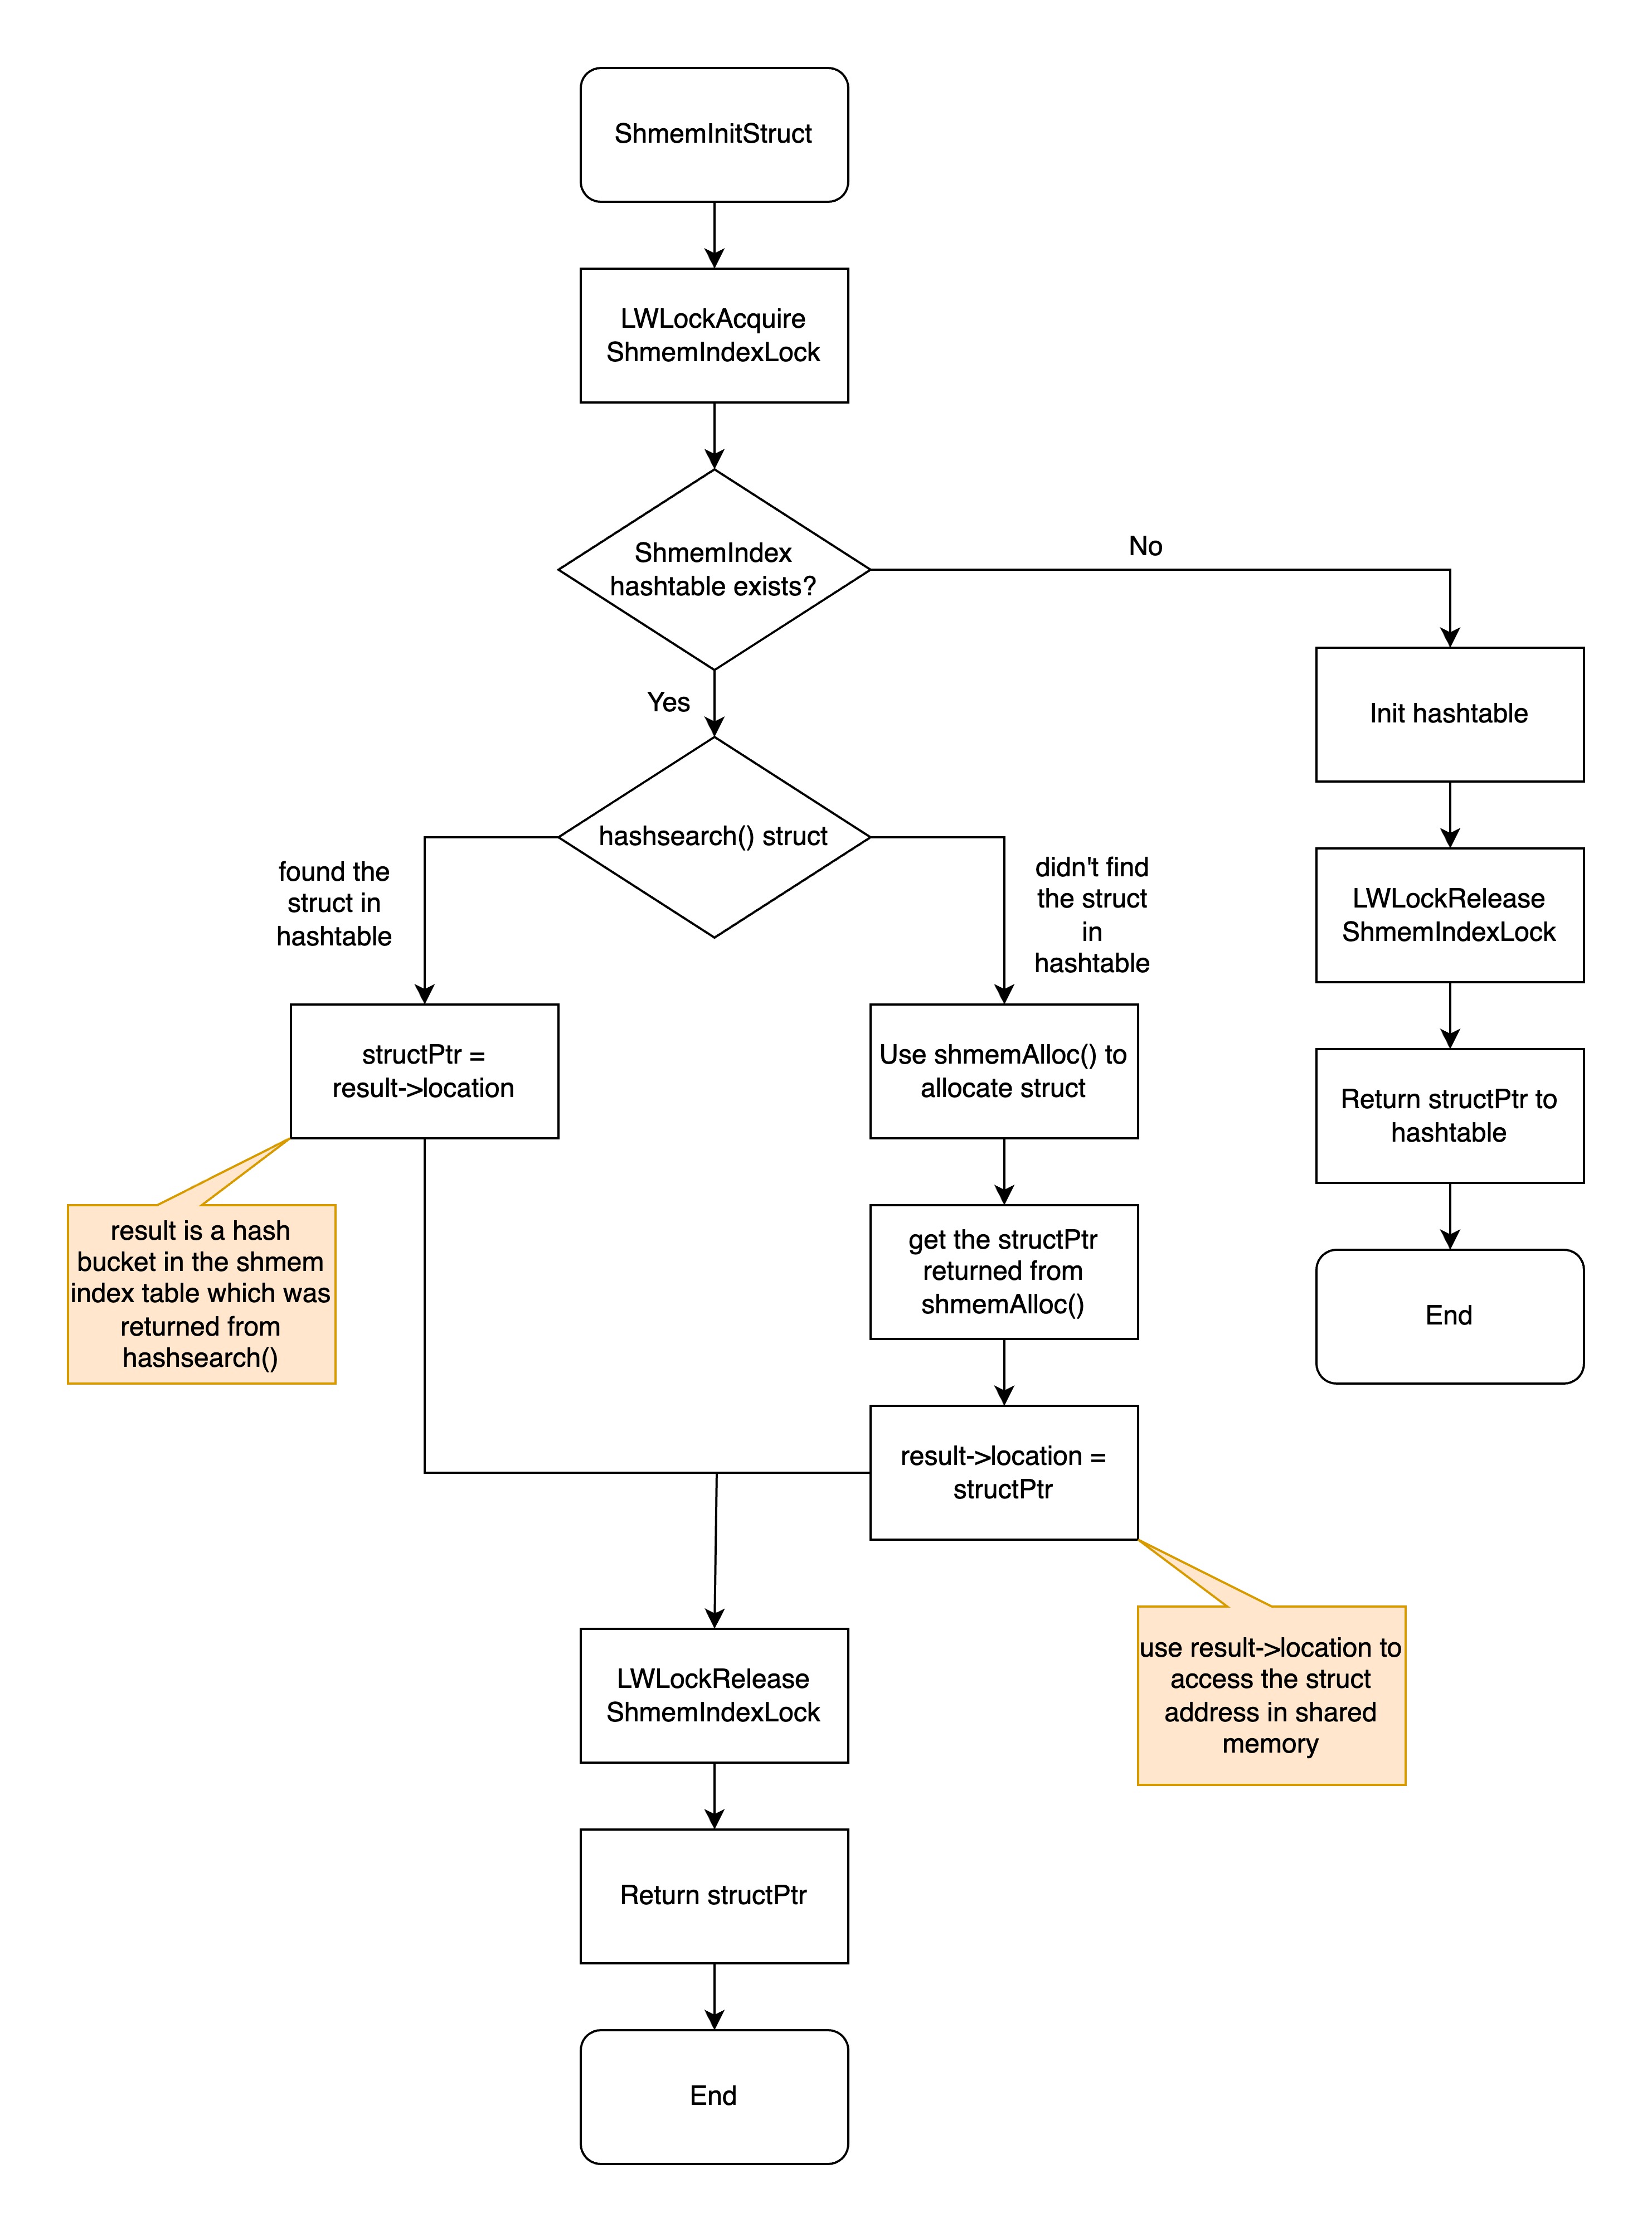 ShmemInitStruct
LWLockAcquire
ShmemIndexLock
ShmemIndex
hashtable exists?
No
Yes
Init hashtable
hashsearch() struct
found the
struct in
hashtable
didn't find
the struct
in
hashtable
LWLockRelease
ShmemIndexLock
structPtr =
result->location
Use shmemAlloc() to
allocate struct
Return structPtr to
hashtable
result is a hash
bucket in the shmem
index table which was
returned from
hashsearch()
get the structPtr
returned from
shmemAlloc()
End
result->location =
structPtr
use result->location to
access the struct
address in shared
memory
LWLockRelease
ShmemIndexLock
Return structPtr
End